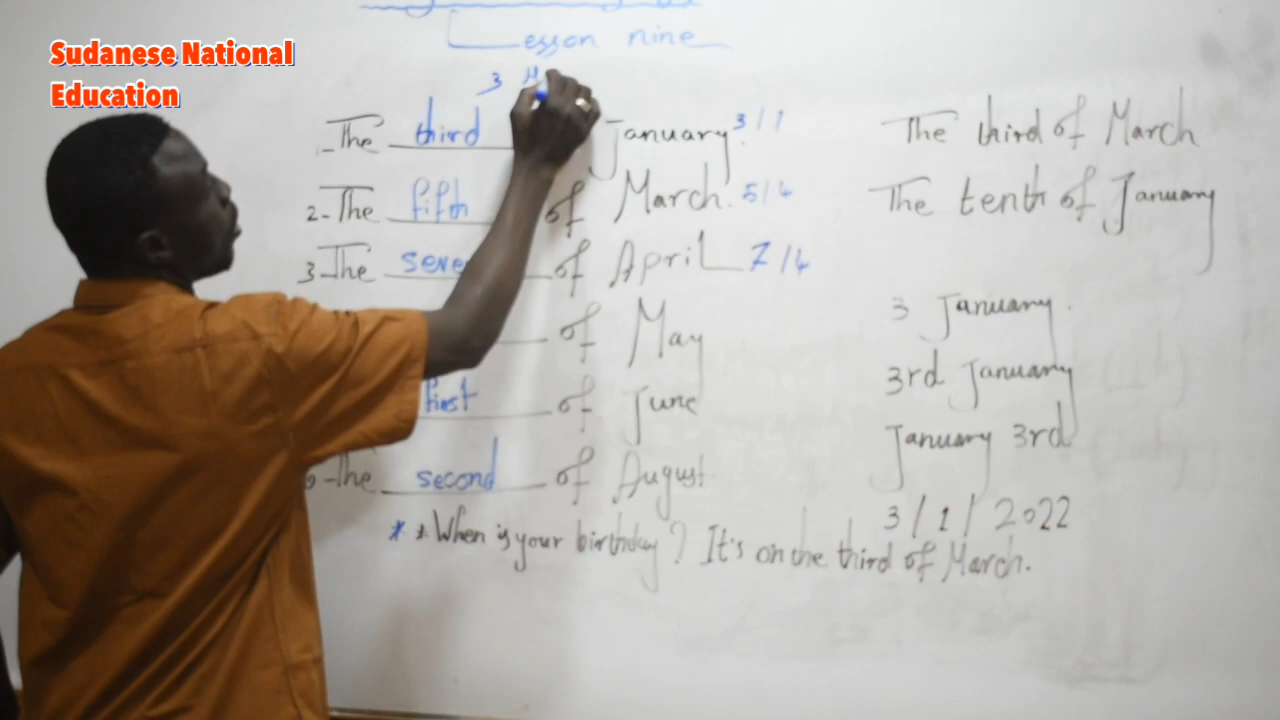 Sudanese National
Education
Lesson nine
3
The third January. 3/1
2-The fifth of March. 5/4
3-The seve of April 7/4
of May
first of June
The second of August.
* * When is your birthday? It's on the third of March.
The third of March
The tenth of January
3 January.
3rd January
January 3rd
3/1/2022